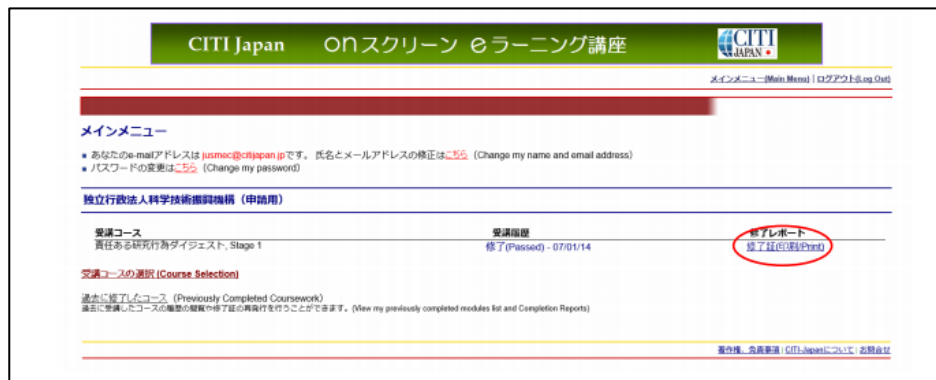 CITI Japan onスクリーン eラーニング講座
CITI JAPAN
メインメニュー(Main Menu) | ログアウト(Log Out)
メインメニュー
あなたのe-mailアドレスは jusmec@citijapan.jpです。 氏名とメールアドレスの修正はこちら (Change my name and email address)
パスワードの変更はこちら (Change my password)
独立行政法人科学技術振興機構（申請用）
受講コース 受講履歴 修了レポート
責任ある研究行為ダイジェスト, Stage 1 修了(Passed) - 07/01/14 修了証(印刷/Print)
受講コースの選択 (Course Selection)
過去に修了したコース (Previously Completed Coursework)
過去に受講したコースの履歴の閲覧や修了証の再発行を行うことができます。(View my previously completed modules list and Completion Reports)
著作権、免責事項 | CITI-Japanについて | お問合せ